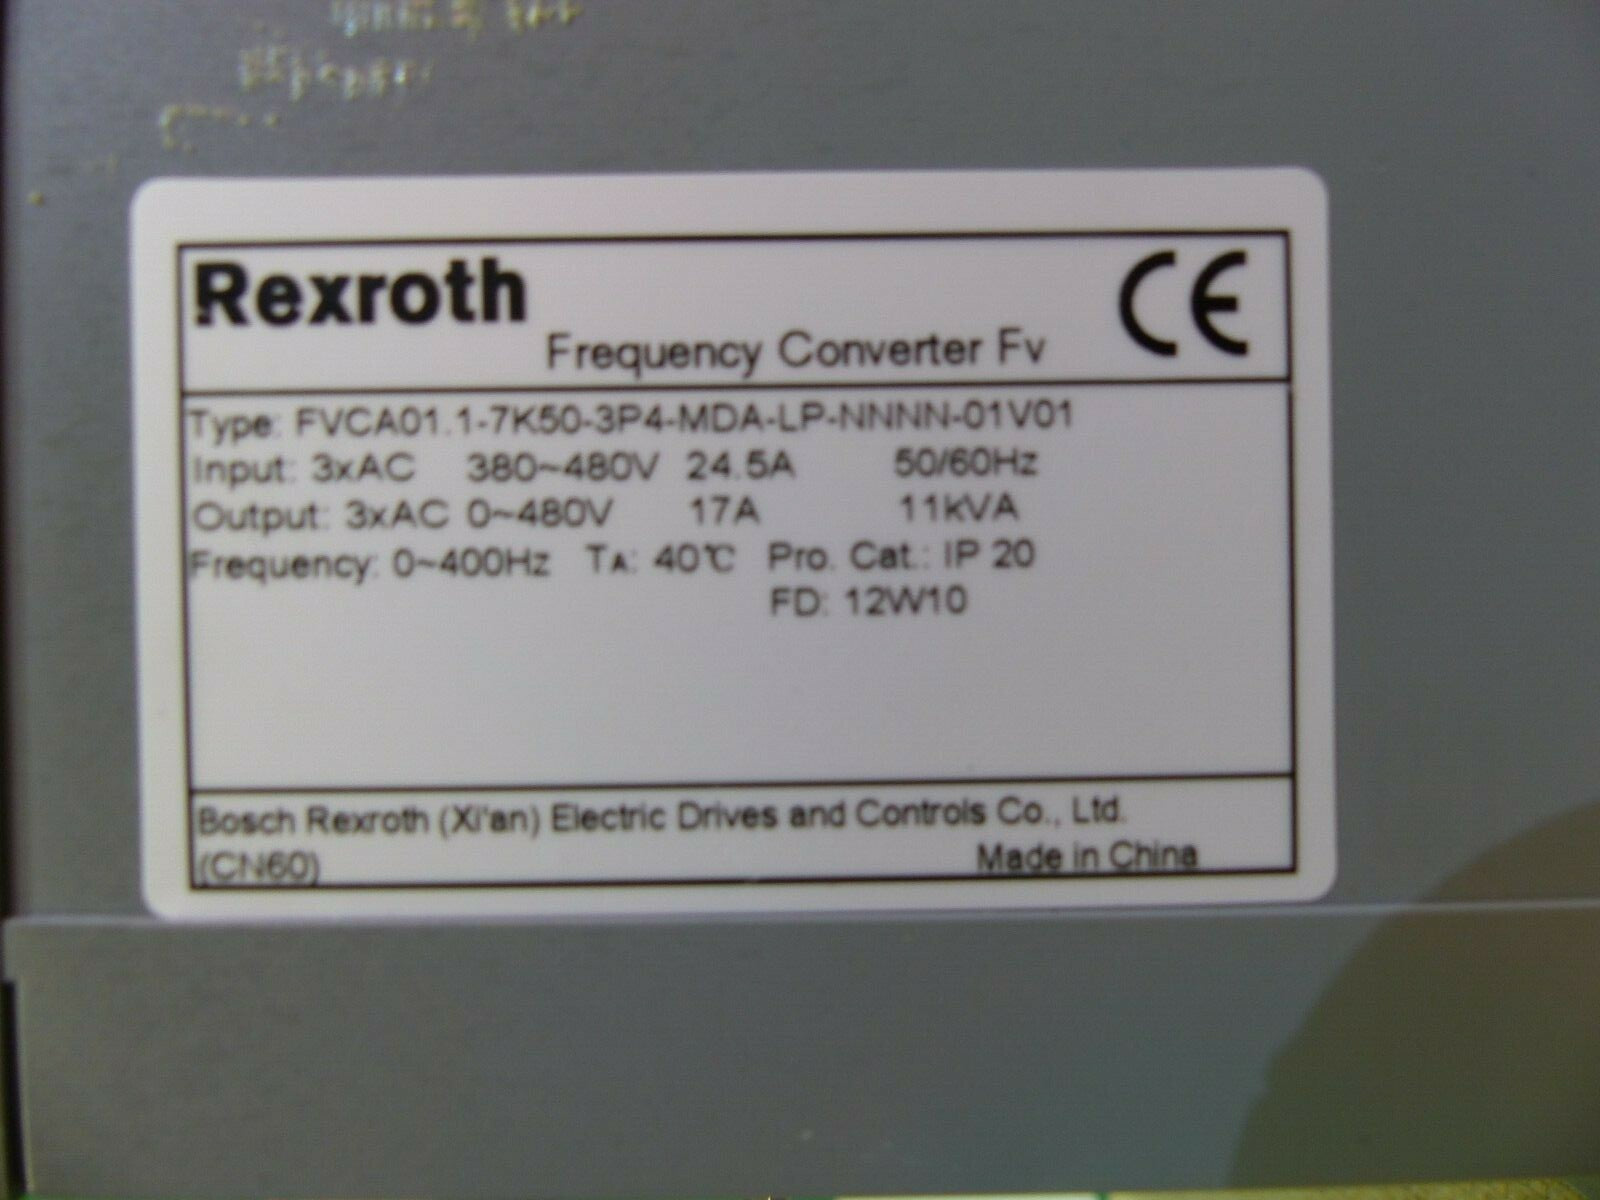 Rexroth
CE
Frequency Converter Fv
Type: FVCA01.1-7K50-3P4-MDA-LP-NNNN-01V01
Input: 3xAC 380~480V 24.5A 50/60Hz
Output: 3xAC 0~480V 17A 11kVA
Frequency: 0~400Hz TA: 40℃ Pro. Cat.: IP 20
FD: 12W10
Bosch Rexroth (Xi'an) Electric Drives and Controls Co., Ltd.
(CN60) Made in China